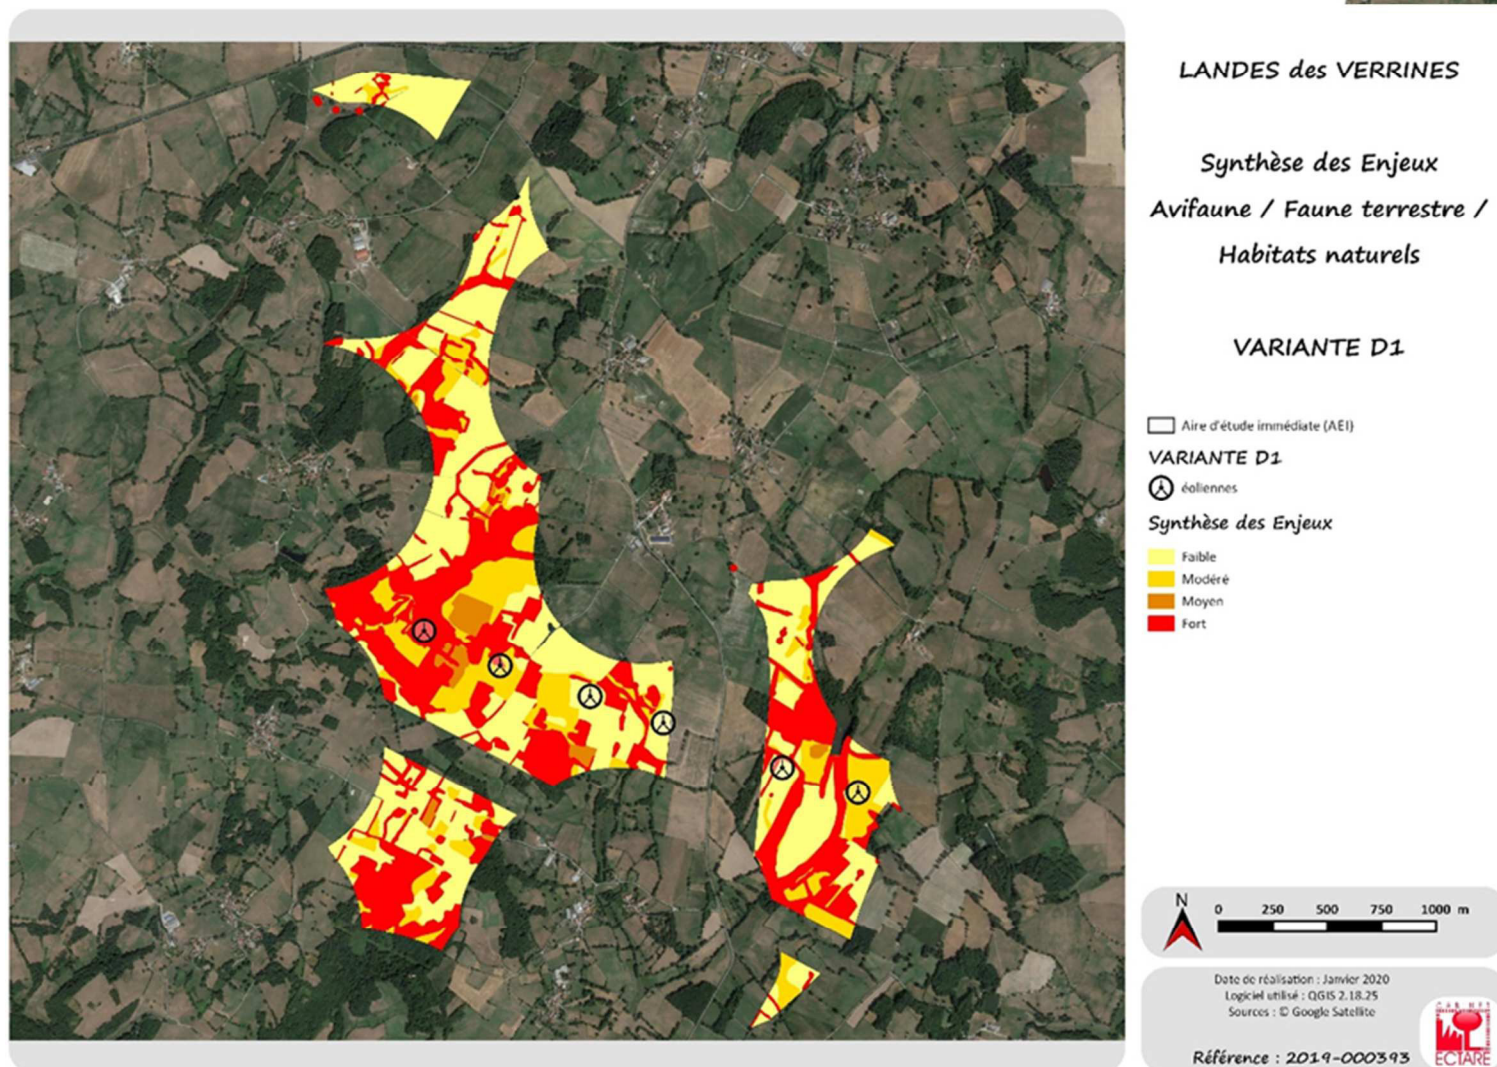 LANDES des VERRINES
Synthèse des Enjeux
Avifaune / Faune terrestre /
Habitats naturels
VARIANTE D1
Aire d'étude immédiate (AEI)
VARIANTE D1
éoliennes
Synthèse des Enjeux
Faible
Modéré
Moyen
Fort
N
0 250 500 750 1000 m
Date de réalisation : Janvier 2020
Logiciel utilisé : QGIS 2.18.25
Sources : © Google Satellite
Référence : 2019-000393
CABINET
ECTARE